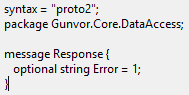 syntax = "proto2";
package Gunvor.Core.DataAccess;
message Response {
optional string Error = 1;
}